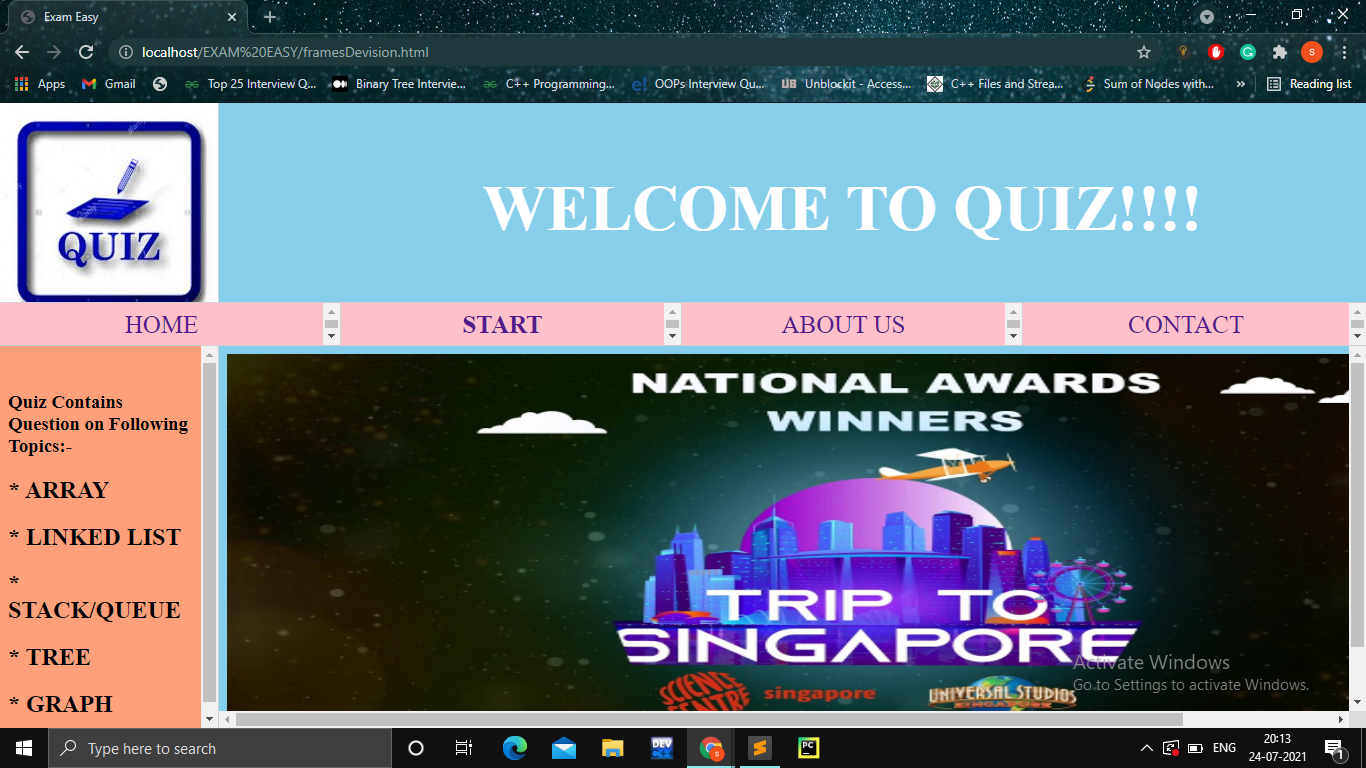 Exam Easy
localhost/EXAM%20EASY/framesDevision.html
s
Apps
Gmail
Top 25 Interview Q...
Binary Tree Intervie...
C++ Programming...
OOPs Interview Qu...
UB
Unblockit - Access...
C++ Files and Strea...
Sum of Nodes with...
»
Reading list
QUIZ
WELCOME TO QUIZ!!!!
HOME
START
ABOUT US
CONTACT
Quiz Contains
Question on Following
Topics:-
* ARRAY
* LINKED LIST
*
STACK/QUEUE
* TREE
* GRAPH
NATIONAL AWARDS
WINNERS
TRIP TO
SINGAPORE
SCIENCE
CENTRE
singapore
UNIVERSAL STUDIOS
SINGAPORE
Activate Windows
Go to Settings to activate Windows.
Type here to search
DEV
PC
ENG
20:13
24-07-2021
1